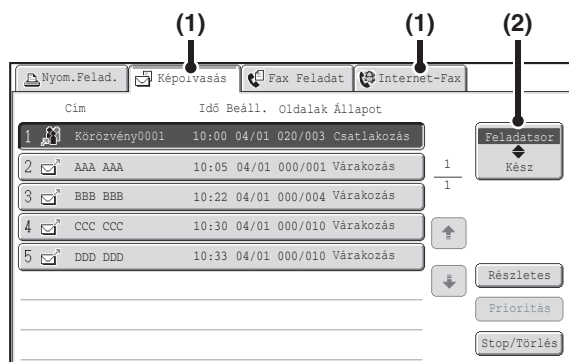 (1) (1) (2)
Nyom.Felad. Képolvasás Fax Feladat Internet-Fax
Cím Idő Beáll. Oldalak Állapot
1 Körözvény0001 10:00 04/01 020/003 Csatlakozás
Feladatsor
Kész
2 AAA AAA 10:05 04/01 000/001 Várakozás
1
1
3 BBB BBB 10:22 04/01 000/004 Várakozás
4 CCC CCC 10:30 04/01 000/010 Várakozás
5 DDD DDD 10:33 04/01 000/010 Várakozás
Részletes
Prioritás
Stop/Törlés